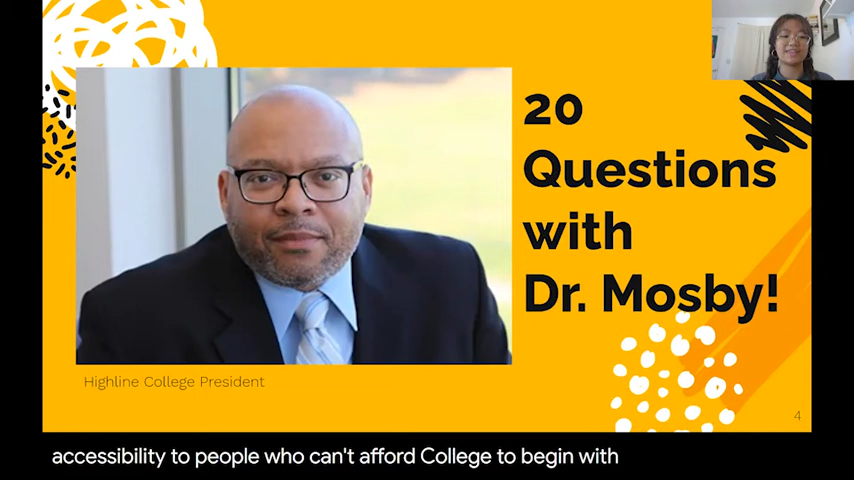 20
Questions
with
Dr. Mosby!
Highline College President
4
accessibility to people who can't afford College to begin with